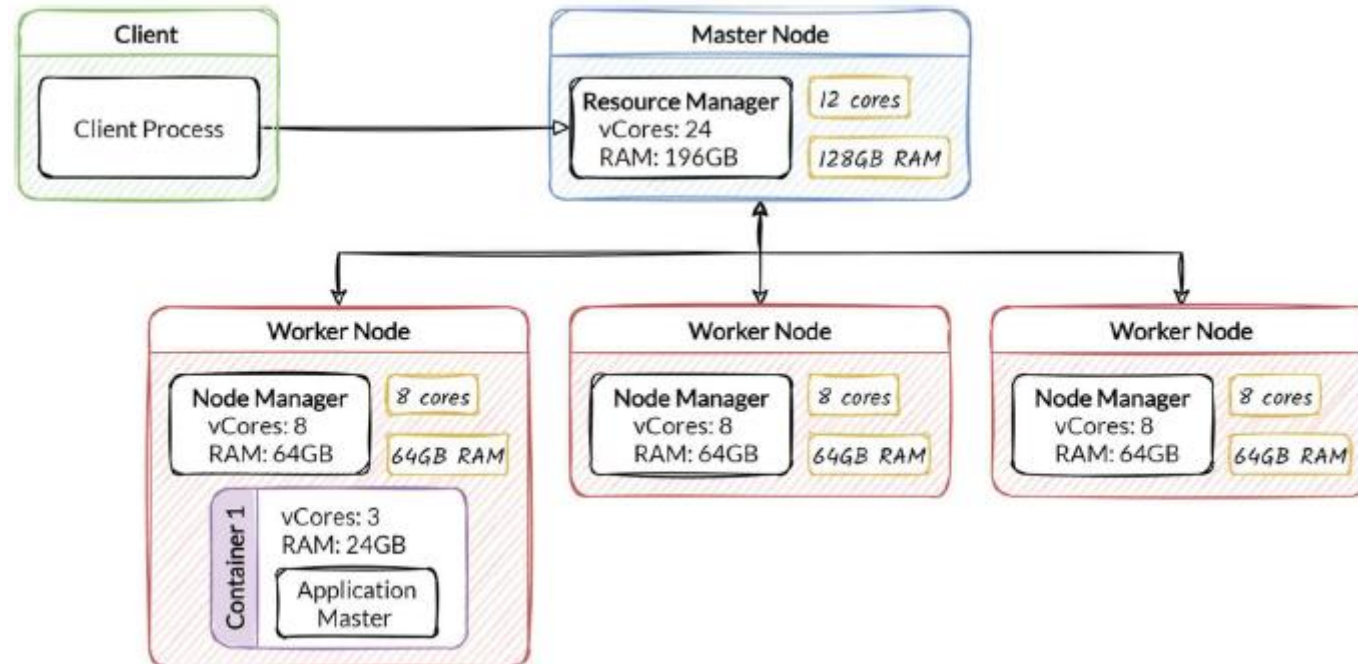 Client
Client Process
Master Node
Resource Manager
vCores: 24
RAM: 196GB
12 cores
128GB RAM
Worker Node
Node Manager
vCores: 8
RAM: 64GB
8 cores
64GB RAM
Container 1
vCores: 3
RAM: 24GB
Application
Master
Worker Node
Node Manager
vCores: 8
RAM: 64GB
8 cores
64GB RAM
Worker Node
Node Manager
vCores: 8
RAM: 64GB
8 cores
64GB RAM